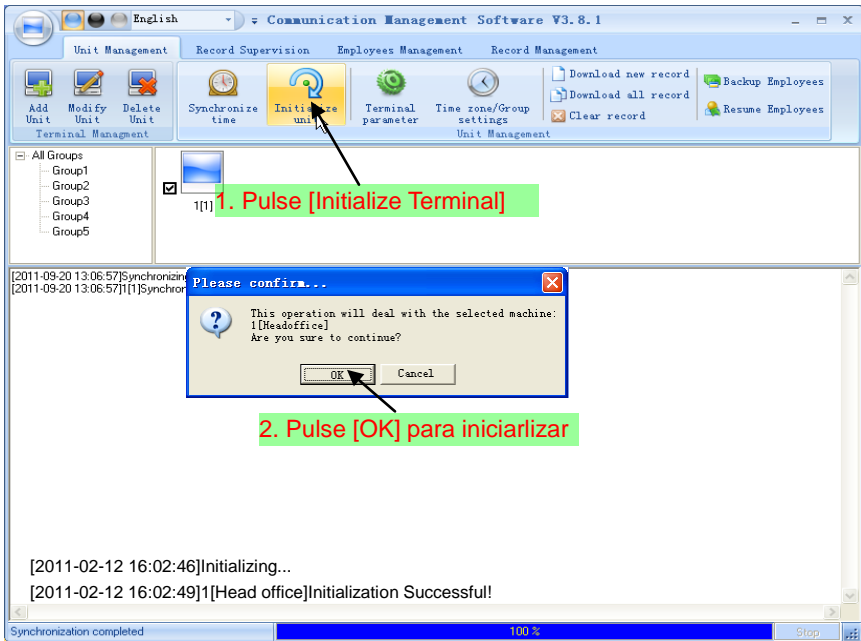 English
Communication Management Software V3.8.1
Unit Management Record Supervision Employees Management Record Management
Add Unit
Modify Unit
Delete Unit
Terminal Managment
Synchronize time
Initialize unit
Terminal parameter
Time zone/Group settings
Download new record
Download all record
Clear record
Unit Management
Backup Employees
Resume Employees
All Groups
Group1
Group2
Group3
Group4
Group5
1[1]
1. Pulse [Initialize Terminal]
[2011-09-20 13:06:57]Synchronizin
[2011-09-20 13:06:57]1[1]Synchron
Please confirm...
This operation will deal with the selected machine:
1[Headoffice]
Are you sure to continue?
OK Cancel
2. Pulse [OK] para iniciarlizar
[2011-02-12 16:02:46]Initializing...
[2011-02-12 16:02:49]1[Head office]Initialization Successful!
Synchronization completed 100 % Stop